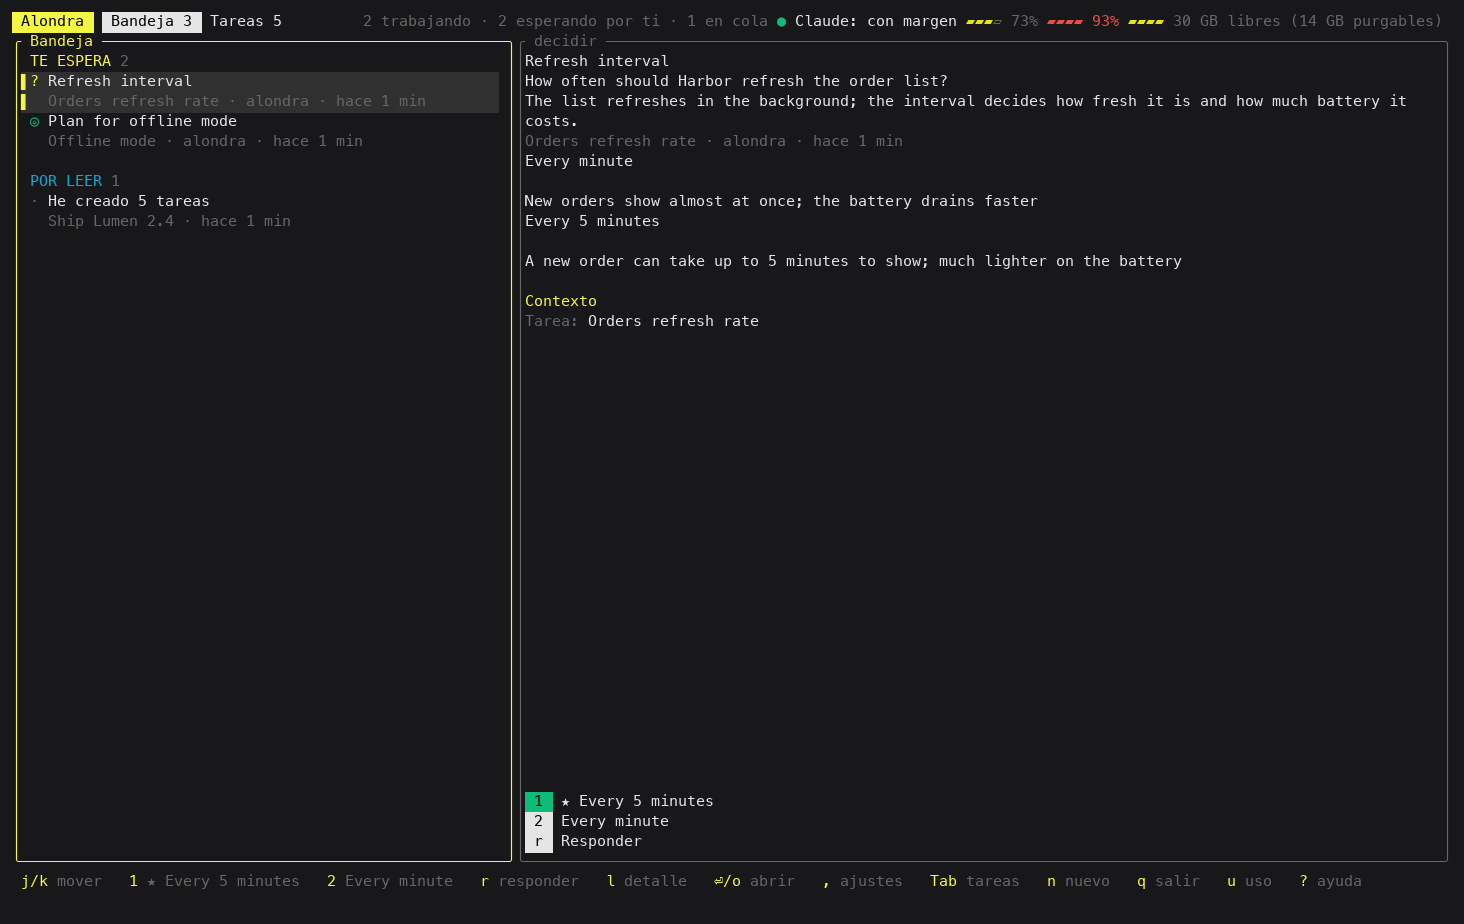 Alondra  Bandeja 3  Tareas 5  2 trabajando · 2 esperando por ti · 1 en cola ● Claude: con margen ▰▰▰▱ 73% ▰▰▰▰ 93% ▰▰▰▰ 30 GB libres (14 GB purgables)
Bandeja
TE ESPERA 2
? Refresh interval
Orders refresh rate · alondra · hace 1 min
◎ Plan for offline mode
Offline mode · alondra · hace 1 min
POR LEER 1
· He creado 5 tareas
Ship Lumen 2.4 · hace 1 min
decidir
Refresh interval
How often should Harbor refresh the order list?
The list refreshes in the background; the interval decides how fresh it is and how much battery it
costs.
Orders refresh rate · alondra · hace 1 min
Every minute
New orders show almost at once; the battery drains faster
Every 5 minutes
A new order can take up to 5 minutes to show; much lighter on the battery
Contexto
Tarea: Orders refresh rate
1 ★ Every 5 minutes
2 Every minute
r Responder
j/k mover  1 ★ Every 5 minutes  2 Every minute  r responder  l detalle  ⏎/o abrir  , ajustes  Tab tareas  n nuevo  q salir  u uso  ? ayuda